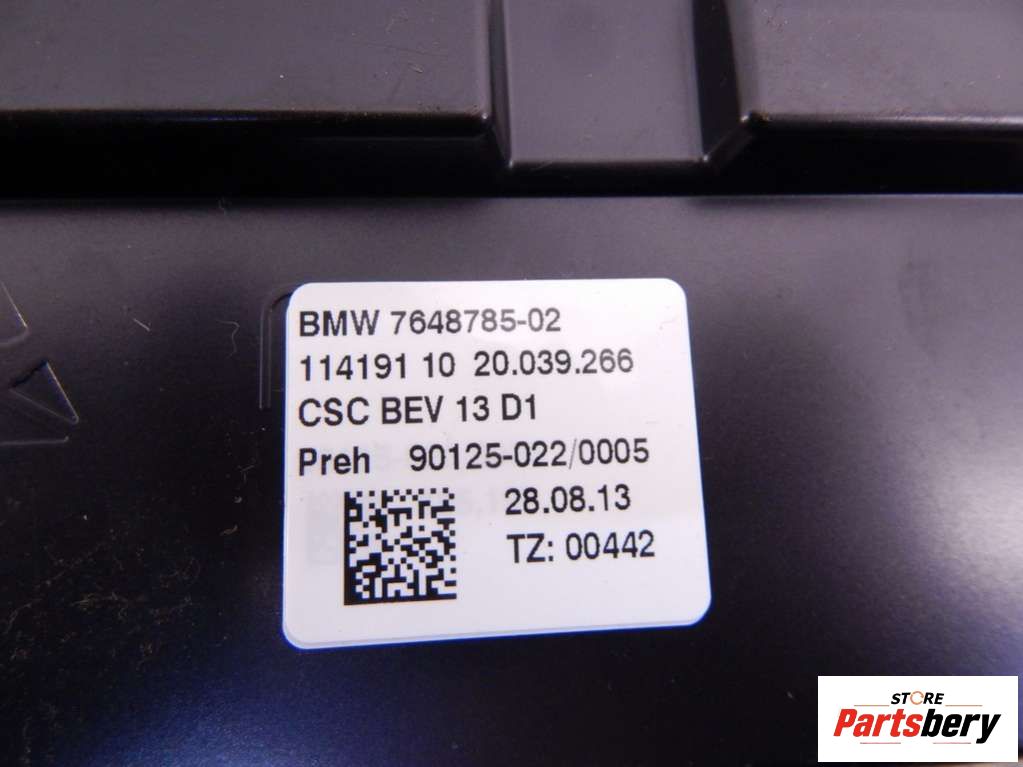 BMW 7648785-02
114191 10 20.039.266
CSC BEV 13 D1
Preh 90125-022/0005
28.08.13
TZ: 00442
STORE
Partsbery